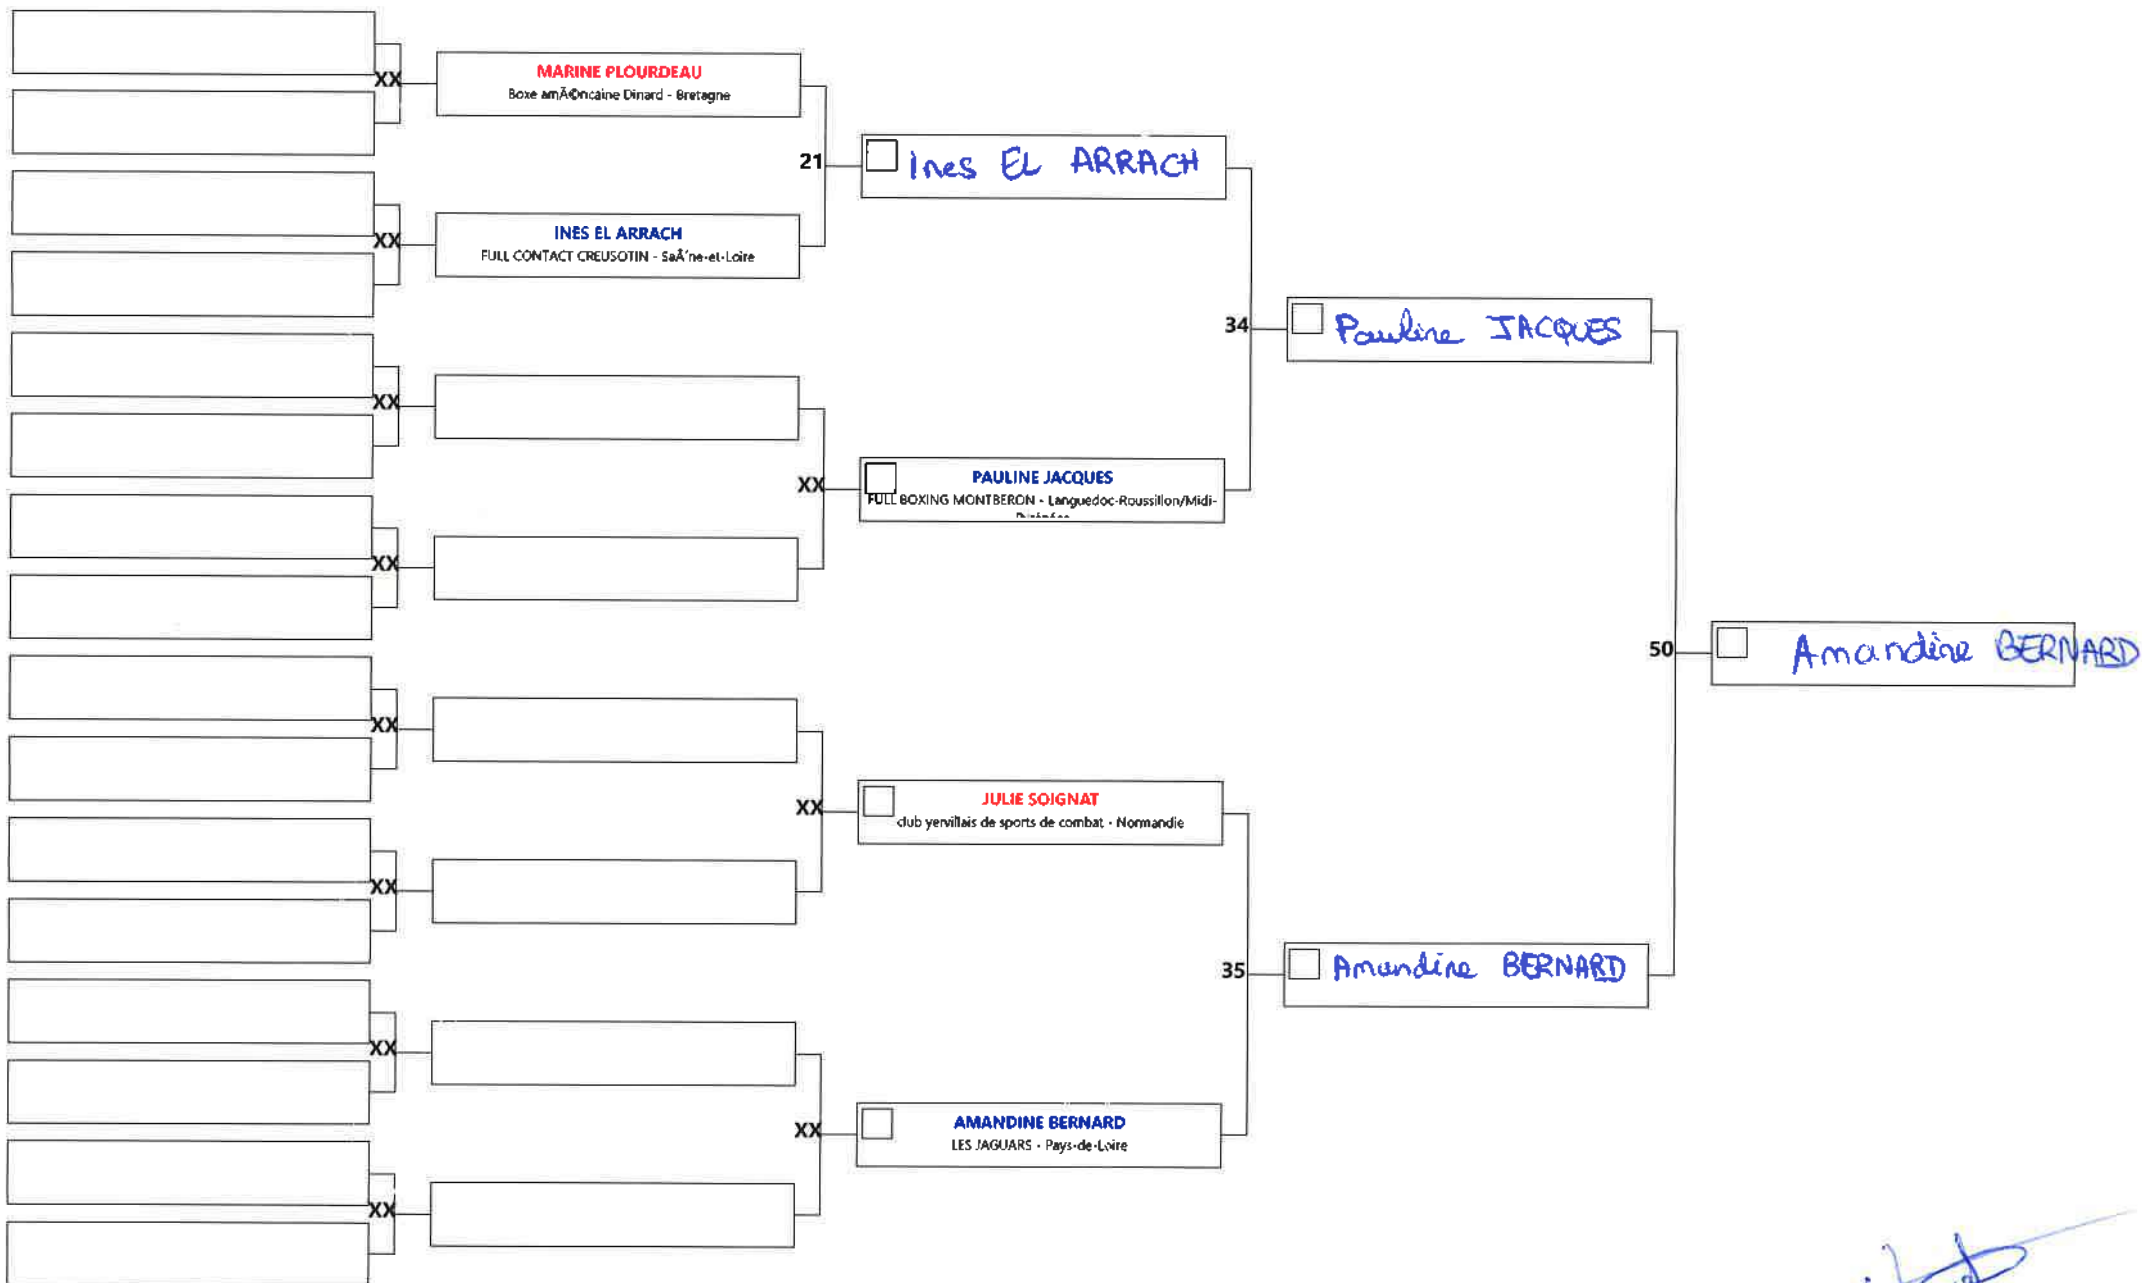 XX
MARINE PLOURDEAU
Boxe amÃ©ricaine Dinard - Bretagne
21
Ines EL ARRACH
XX
INES EL ARRACH
FULL CONTACT CREUSOTIN - SaÃ´ne-et-Loire
34
Pauline JACQUES
XX
XX
PAULINE JACQUES
FULL BOXING MONTBERON - Languedoc-Roussillon/Midi-
XX
50
Amandine BERNARD
XX
XX
JULIE SOIGNAT
club yervillais de sports de combat - Normandie
XX
35
Amandine BERNARD
XX
XX
AMANDINE BERNARD
LES JAGUARS - Pays-de-Loire
XX